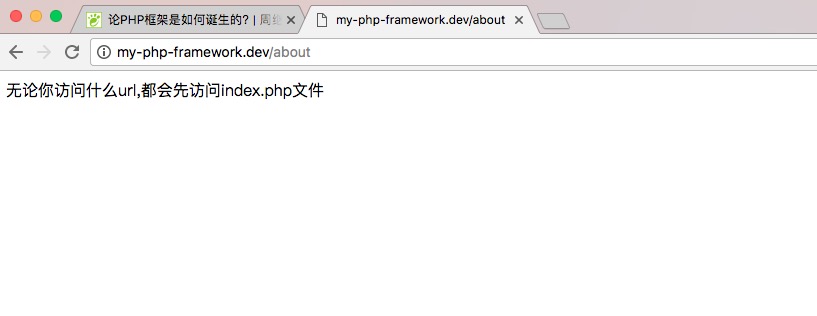 论PHP框架是如何诞生的? | 周
my-php-framework.dev/about
my-php-framework.dev/about
无论你访问什么url,都会先访问index.php文件